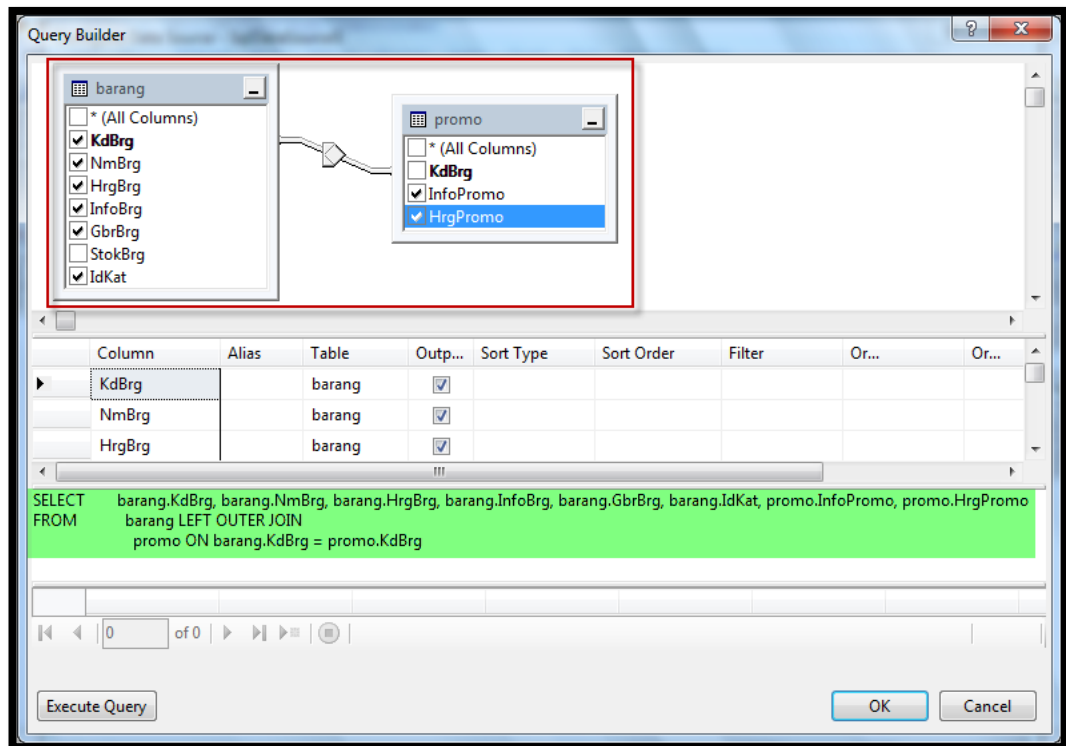 Query Builder
barang
* (All Columns)
KdBrg
NmBrg
HrgBrg
InfoBrg
GbrBrg
StokBrg
IdKat
promo
* (All Columns)
KdBrg
InfoPromo
HrgPromo
Column Alias Table Outp... Sort Type Sort Order Filter Or... Or...
KdBrg barang
NmBrg barang
HrgBrg barang
SELECT barang.KdBrg, barang.NmBrg, barang.HrgBrg, barang.InfoBrg, barang.GbrBrg, barang.IdKat, promo.InfoPromo, promo.HrgPromo
FROM barang LEFT OUTER JOIN
promo ON barang.KdBrg = promo.KdBrg
0 of 0
Execute Query OK Cancel